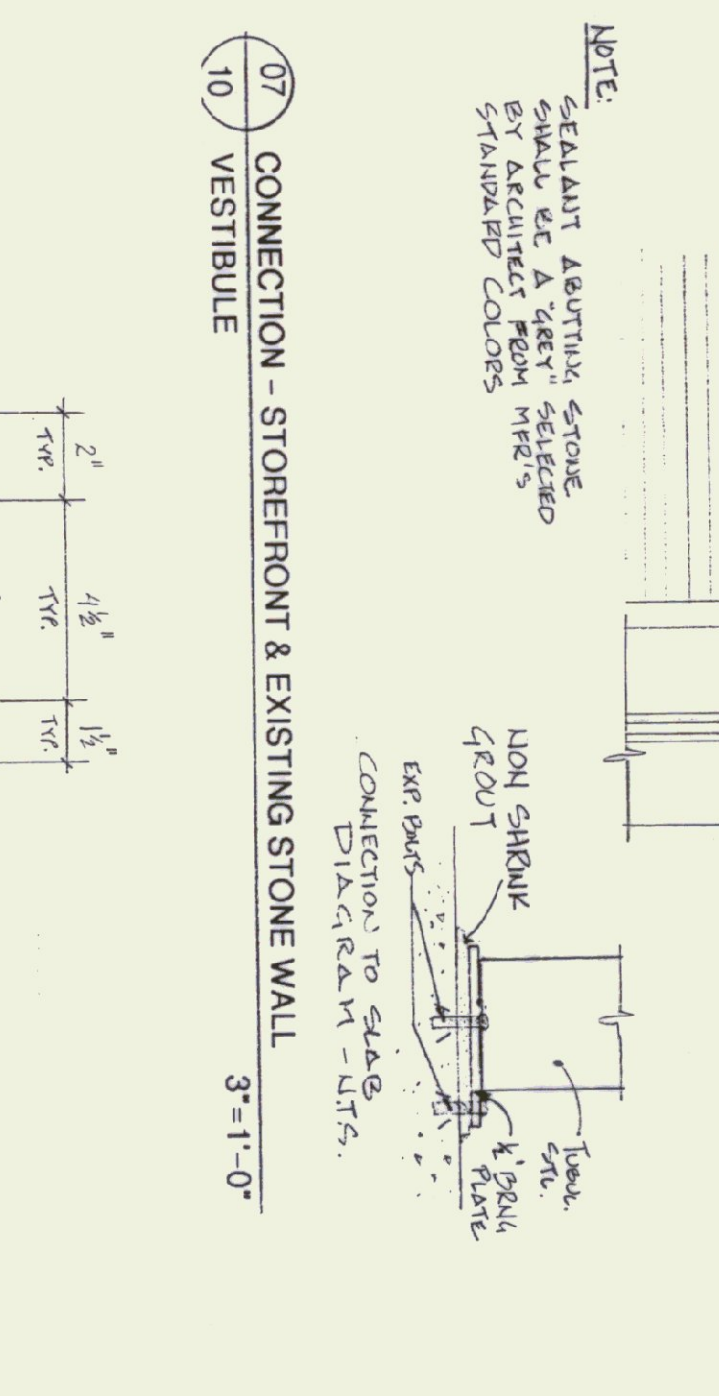 NOTE:
SEALANT ABUTTING STONE
SHALL BE A "GREY" SELECTED
BY ARCHITECT FROM MFR'S
STANDARD COLORS
NON SHRINK
GROUT
EXP. BOLTS
TUBUL.
STL.
BRNG
PLATE
CONNECTION TO SLAB
DIAGRAM - N.T.S.
07
10
CONNECTION - STOREFRONT & EXISTING STONE WALL
VESTIBULE
3"=1'-0"
2"
TYP.
4½"
TYP.
1½"
TYP.